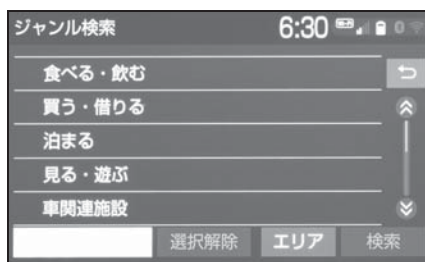 ジャンル検索 6:30
食べる・飲む
買う・借りる
泊まる
見る・遊ぶ
車関連施設
選択解除 エリア 検索